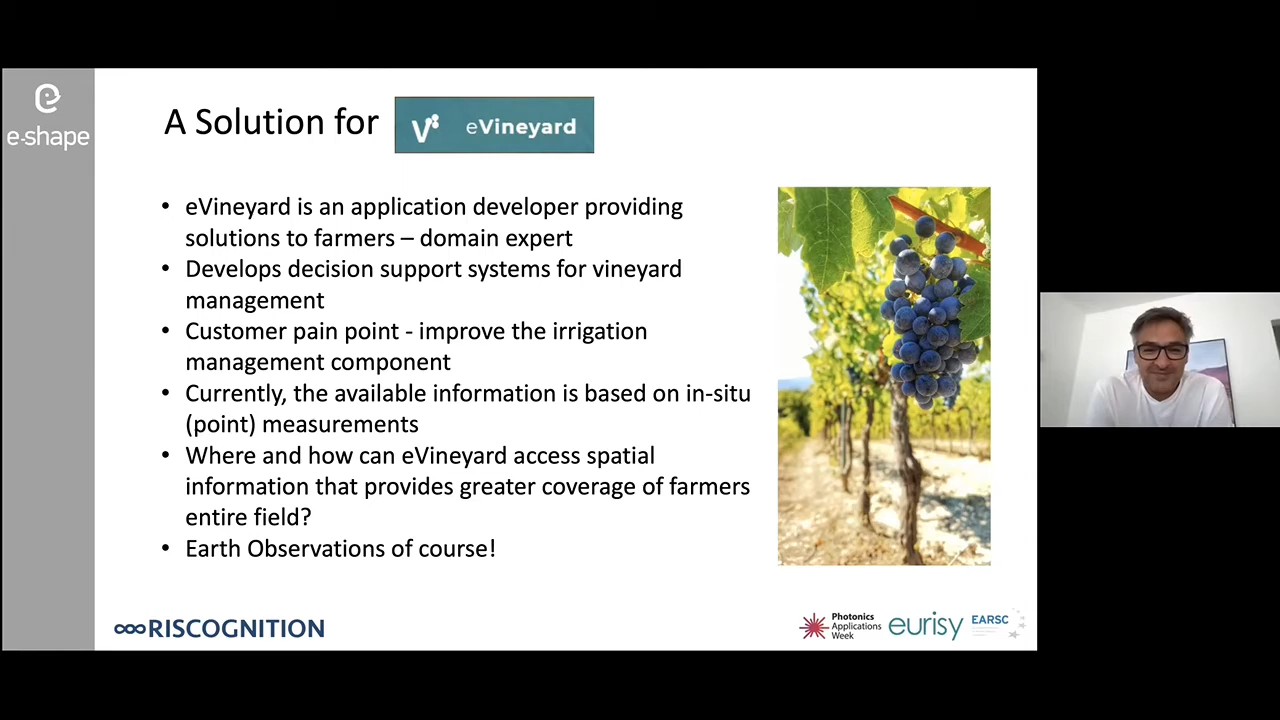 e-shape
A Solution for
eVineyard
• eVineyard is an application developer providing
solutions to farmers – domain expert
• Develops decision support systems for vineyard
management
• Customer pain point - improve the irrigation
management component
• Currently, the available information is based on in-situ
(point) measurements
• Where and how can eVineyard access spatial
information that provides greater coverage of farmers
entire field?
• Earth Observations of course!
RISCOGNITION
Photonics
Applications
Week
eurisy
EARSC